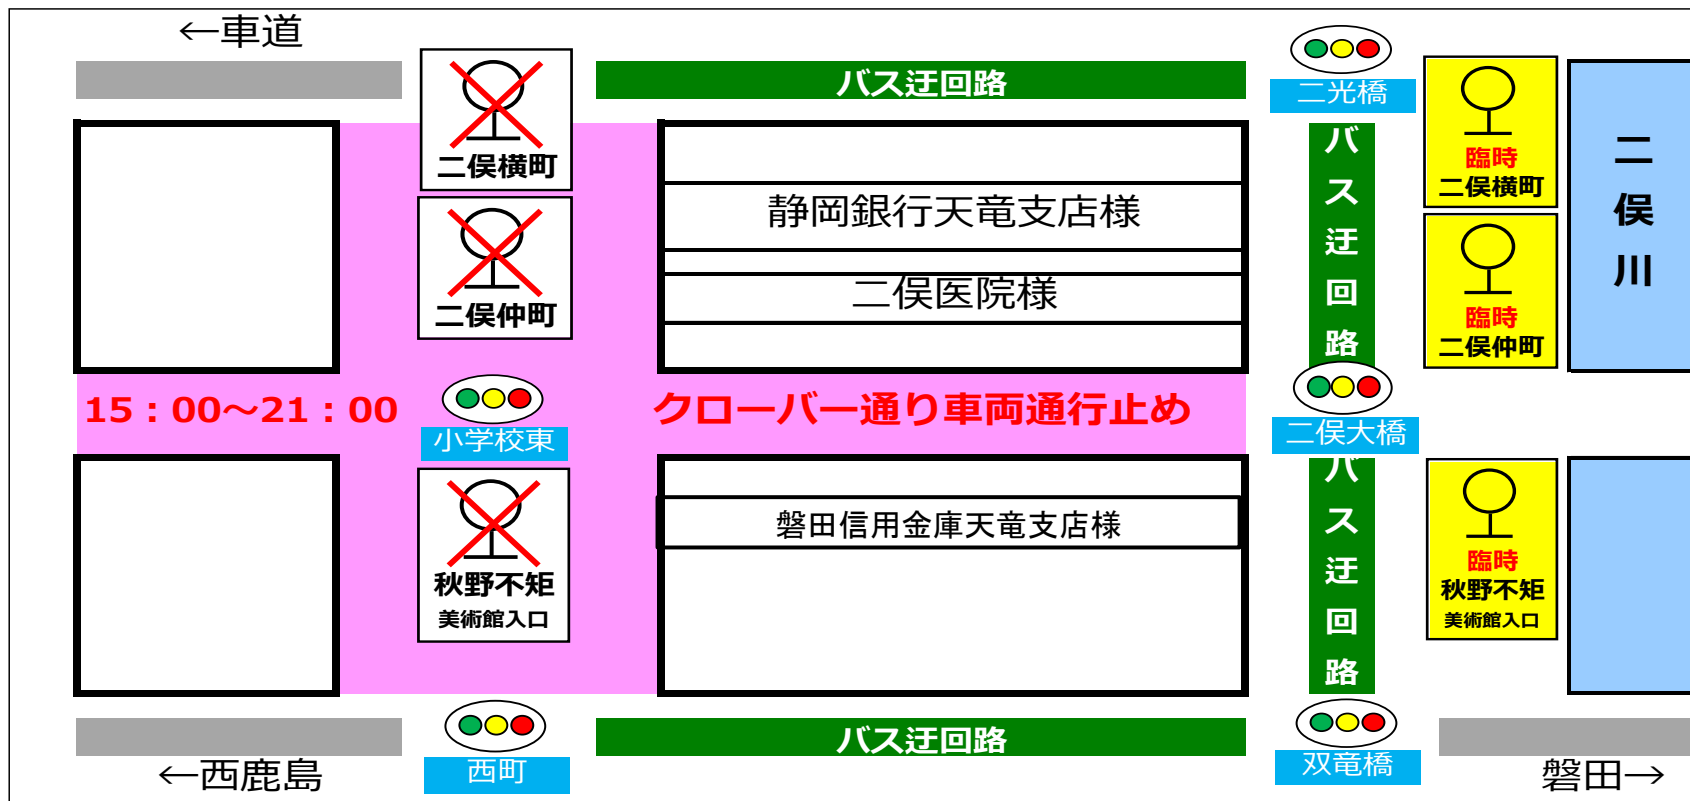 ←車道
バス迂回路
二光橋
二俣横町
臨時
二俣横町
バス迂回路
二俣川
静岡銀行天竜支店様
二俣仲町
臨時
二俣仲町
二俣医院様
15：00～21：00
小学校東
クローバー通り車両通行止め
二俣大橋
秋野不矩
美術館入口
磐田信用金庫天竜支店様
バス迂回路
臨時
秋野不矩
美術館入口
バス迂回路
←西鹿島
西町
双竜橋
磐田→